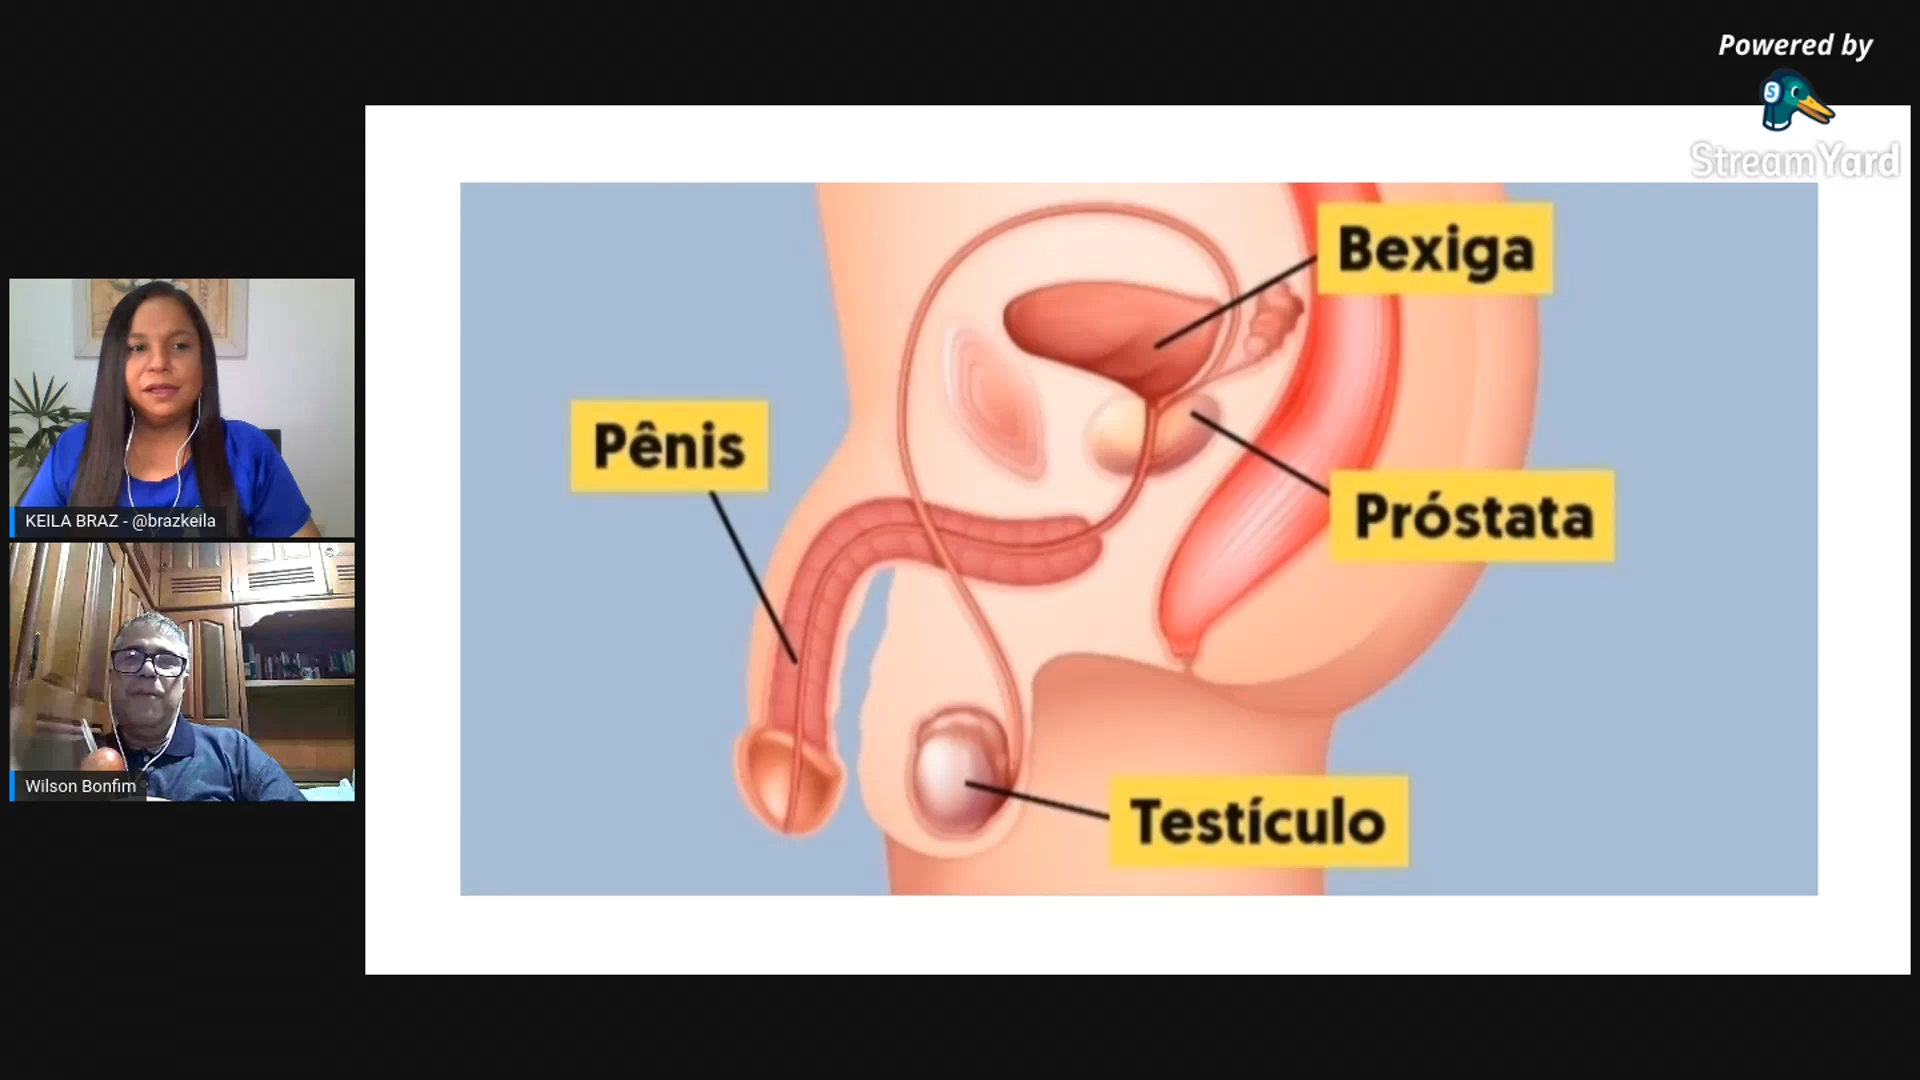 Powered by
S
StreamYard
Bexiga
Pênis
Próstata
KEILA BRAZ - @brazkeila
Wilson Bonfim
Testículo